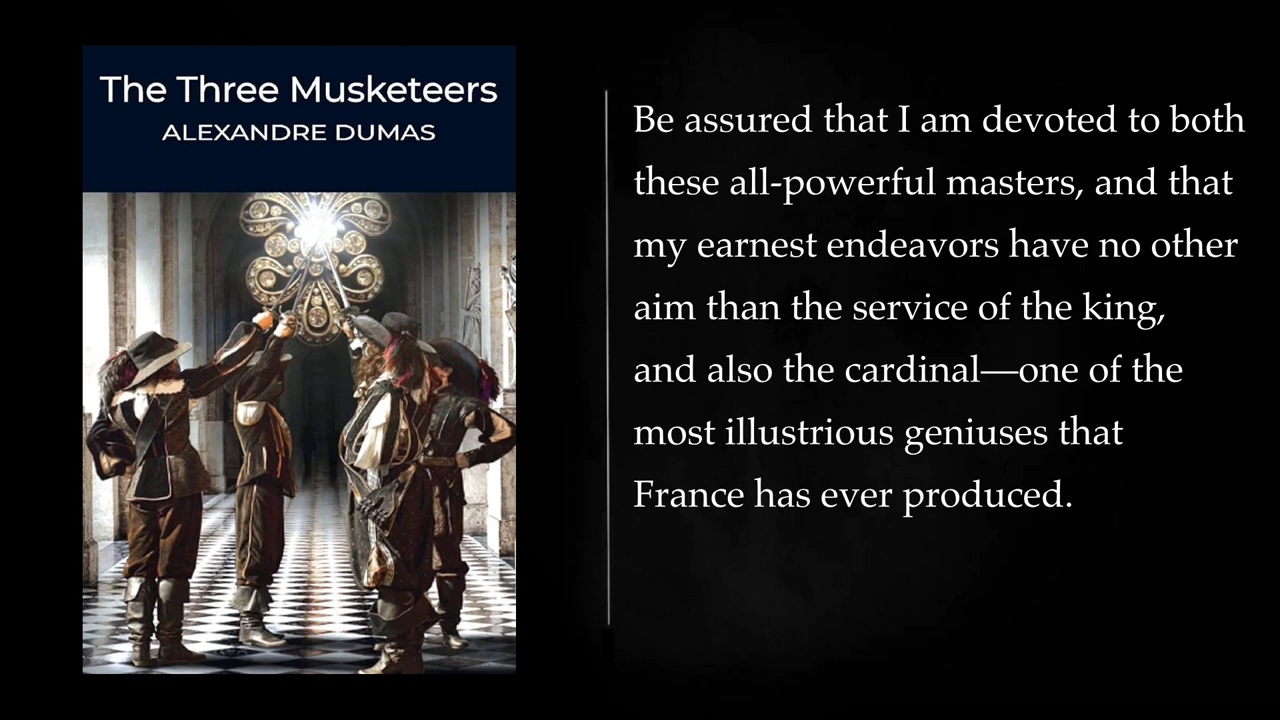 The Three Musketeers
ALEXANDRE DUMAS
Be assured that I am devoted to both
these all-powerful masters, and that
my earnest endeavors have no other
aim than the service of the king,
and also the cardinal—one of the
most illustrious geniuses that
France has ever produced.